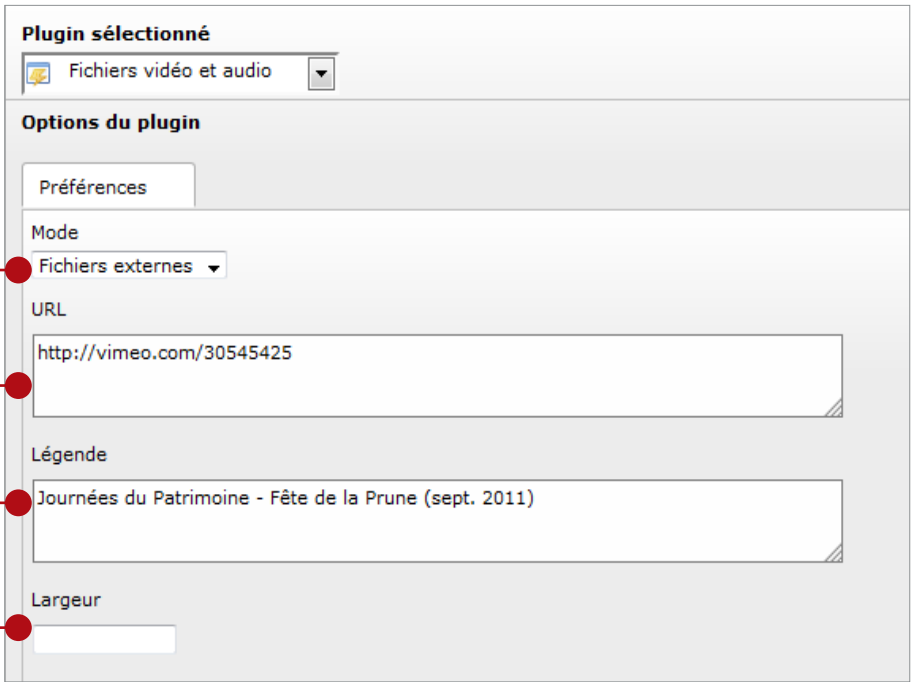 Plugin sélectionné
Fichiers vidéo et audio
Options du plugin
Préférences
Mode
Fichiers externes
URL
http://vimeo.com/30545425
Légende
Journées du Patrimoine - Fête de la Prune (sept. 2011)
Largeur